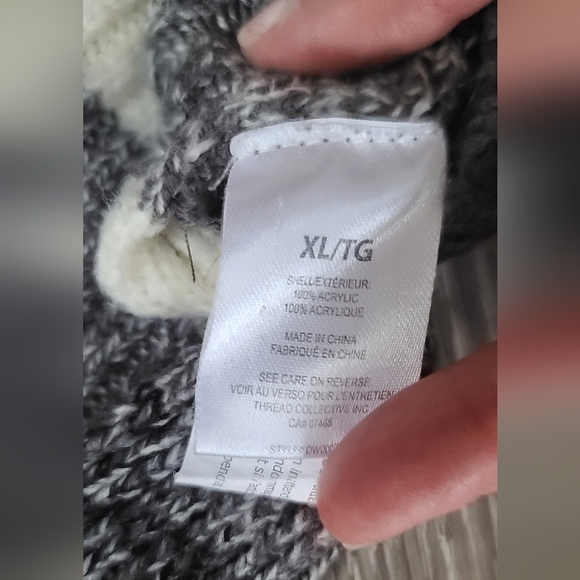 XL/TG
SHELL/EXTÉRIEUR:
100% ACRYLIC
100% ACRYLIQUE
MADE IN CHINA
FABRIQUÉ EN CHINE
SEE CARE ON REVERSE
VOIR AU VERSO POUR L'ENTRETIEN
THREAD COLLECTIVE INC
CA# 07465